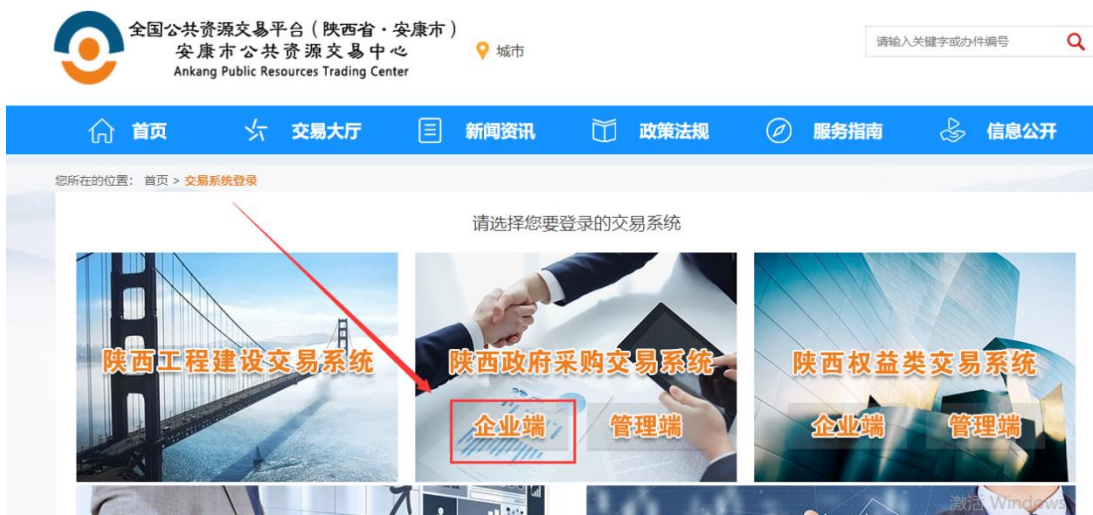 全国公共资源交易平台（陕西省·安康市）
安康市公共资源交易中心
Ankang Public Resources Trading Center
城市
请输入关键字或办件编号
首页 交易大厅 新闻资讯 政策法规 服务指南 信息公开
您所在的位置： 首页 > 交易系统登录
请选择您要登录的交易系统
陕西工程建设交易系统
陕西政府采购交易系统
企业端 管理端
陕西权益类交易系统
企业端 管理端
激活 Windows